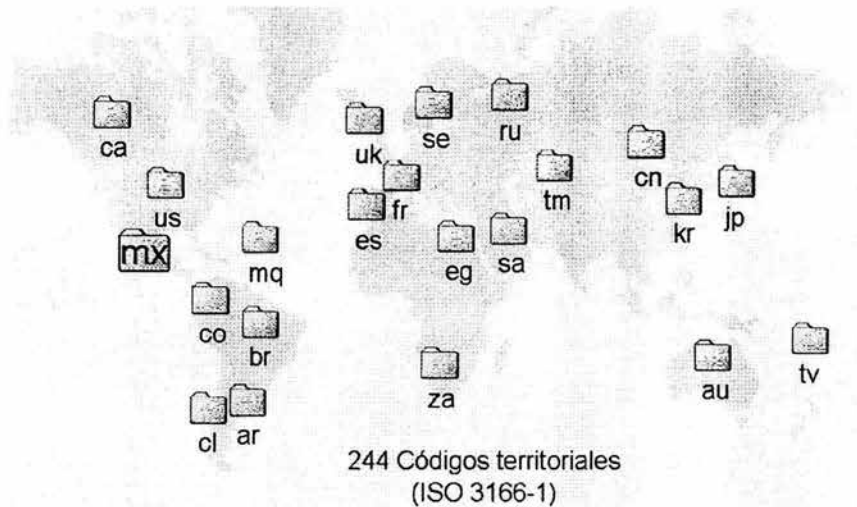 ca
us
mx
mq
co
br
cl
ar
uk
se
ru
fr
es
tm
eg
sa
za
cn
kr
jp
au
tv
244 Códigos territoriales
(ISO 3166-1)